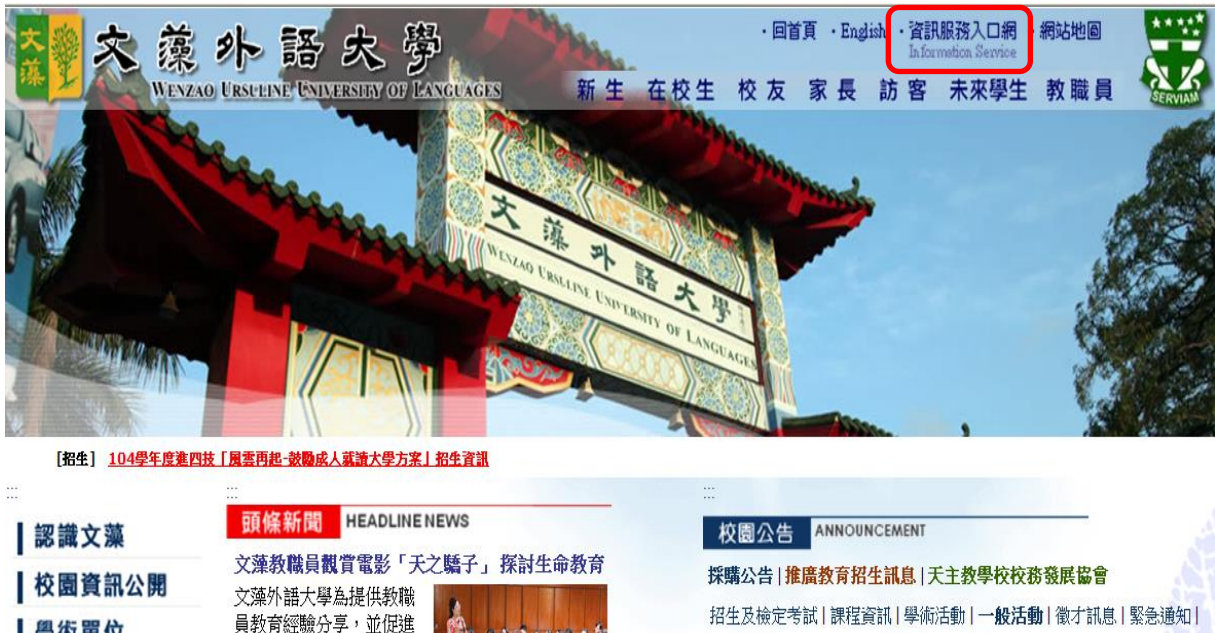 文藻
文藻外語大學
WENZAO URSULINE UNIVERSITY OF LANGUAGES
・回首頁 ・English ・資訊服務入口網 ・網站地圖
Information Service
新生 在校生 校友 家長 訪客 未來學生 教職員
SERVIAM
文藻外語大學
WENZAO URSULINE UNIVERSITY OF LANGUAGES
[招生] 104學年度進四技「風雲再起-鼓勵成人就讀大學方案」招生資訊
:::
:::
:::
認識文藻
校園資訊公開
學術單位
頭條新聞 HEADLINE NEWS
文藻教職員觀賞電影「天之驕子」探討生命教育
文藻外語大學為提供教職
員教育經驗分享，並促進
校園公告 ANNOUNCEMENT
採購公告|推廣教育招生訊息|天主教學校校務發展協會
招生及檢定考試|課程資訊|學術活動|一般活動|徵才訊息|緊急通知|